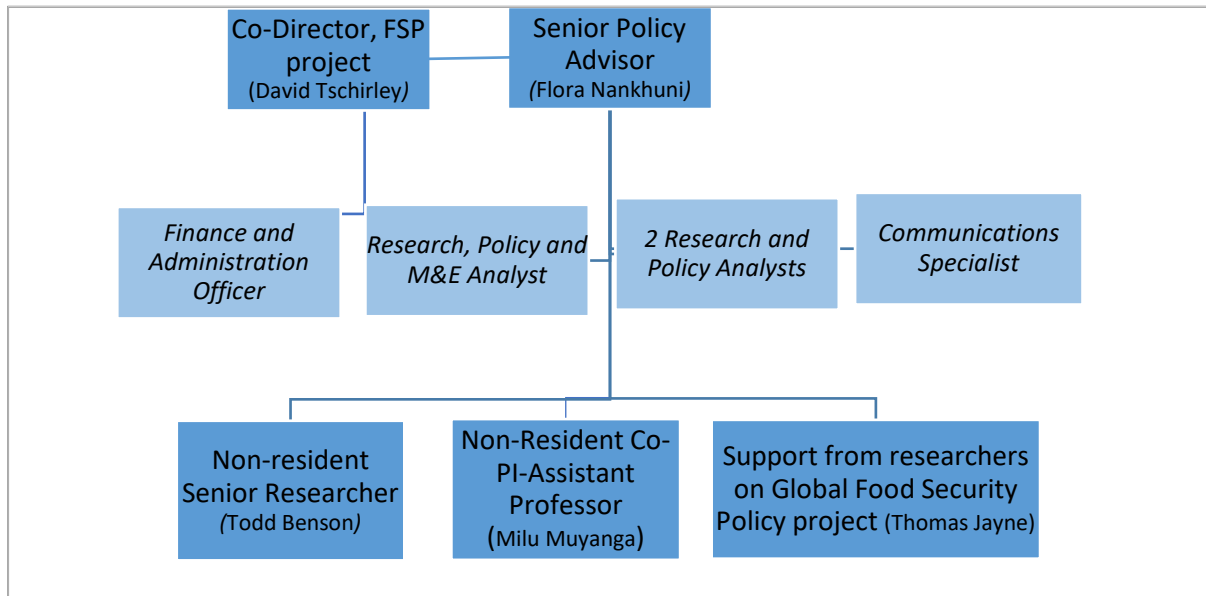 Co-Director, FSP
project
(David Tschirley)
Senior Policy
Advisor
(Flora Nankhuni)
Finance and
Administration
Officer
Research, Policy and
M&E Analyst
2 Research and
Policy Analysts
Communications
Specialist
Non-resident
Senior Researcher
(Todd Benson)
Non-Resident Co-
PI-Assistant
Professor
(Milu Muyanga)
Support from researchers
on Global Food Security
Policy project (Thomas Jayne)